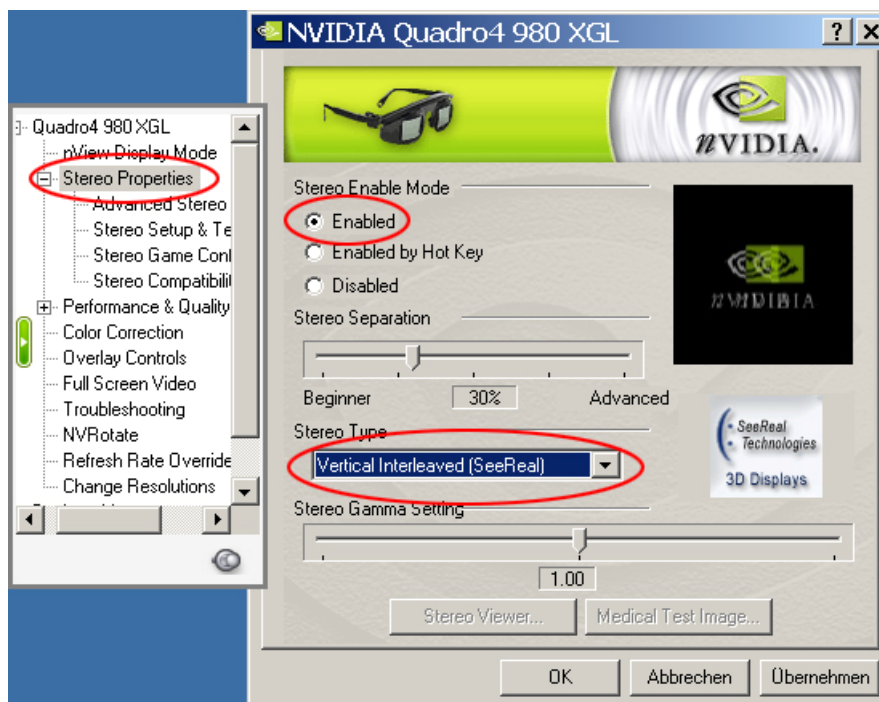 NVIDIA Quadro4 980 XGL
Quadro4 980 XGL
nView Display Mode
Stereo Properties
Advanced Stereo
Stereo Setup & Te
Stereo Game Cont
Stereo Compatibilit
Performance & Quality
Color Correction
Overlay Controls
Full Screen Video
Troubleshooting
NVRotate
Refresh Rate Override
Change Resolutions
nVIDIA.
Stereo Enable Mode
Enabled
Enabled by Hot Key
Disabled
Stereo Separation
Beginner
30%
Advanced
Stereo Type
Vertical Interleaved (SeeReal)
SeeReal
Technologies
3D Displays
Stereo Gamma Setting
1.00
Stereo Viewer...
Medical Test Image...
OK
Abbrechen
Übernehmen